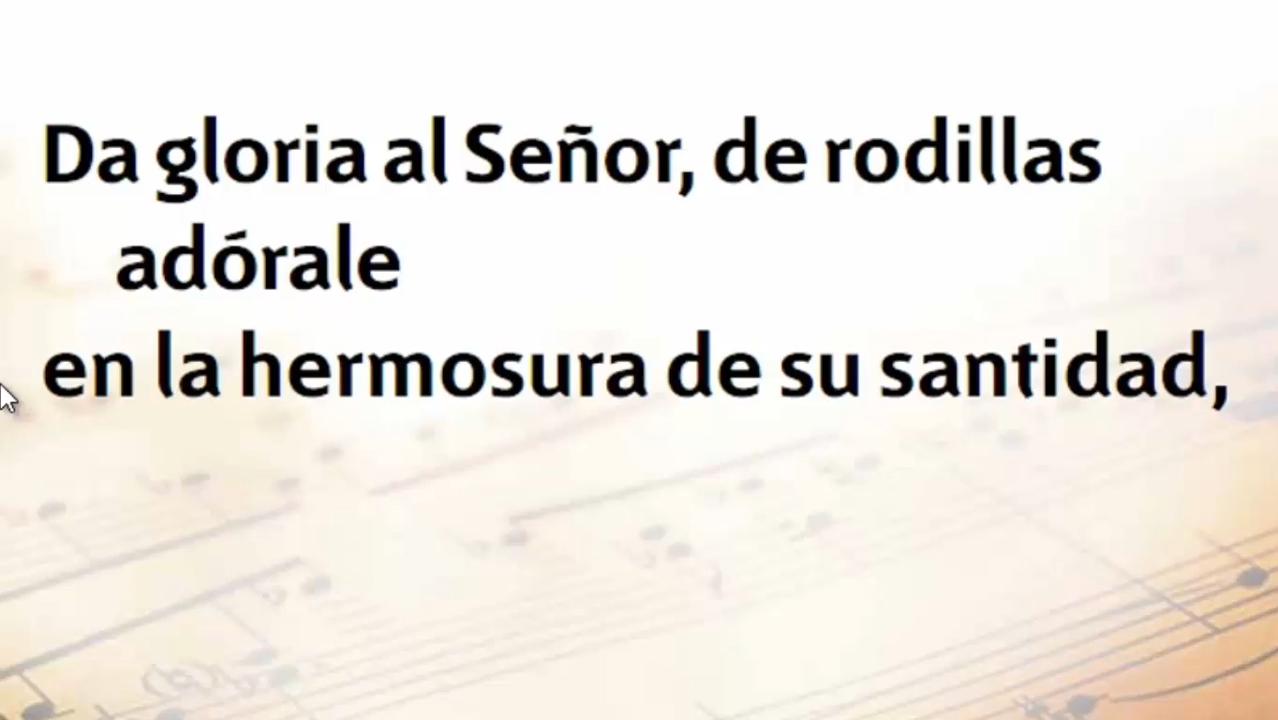 Da gloria al Señor, de rodillas
adórale
en la hermosura de su santidad,